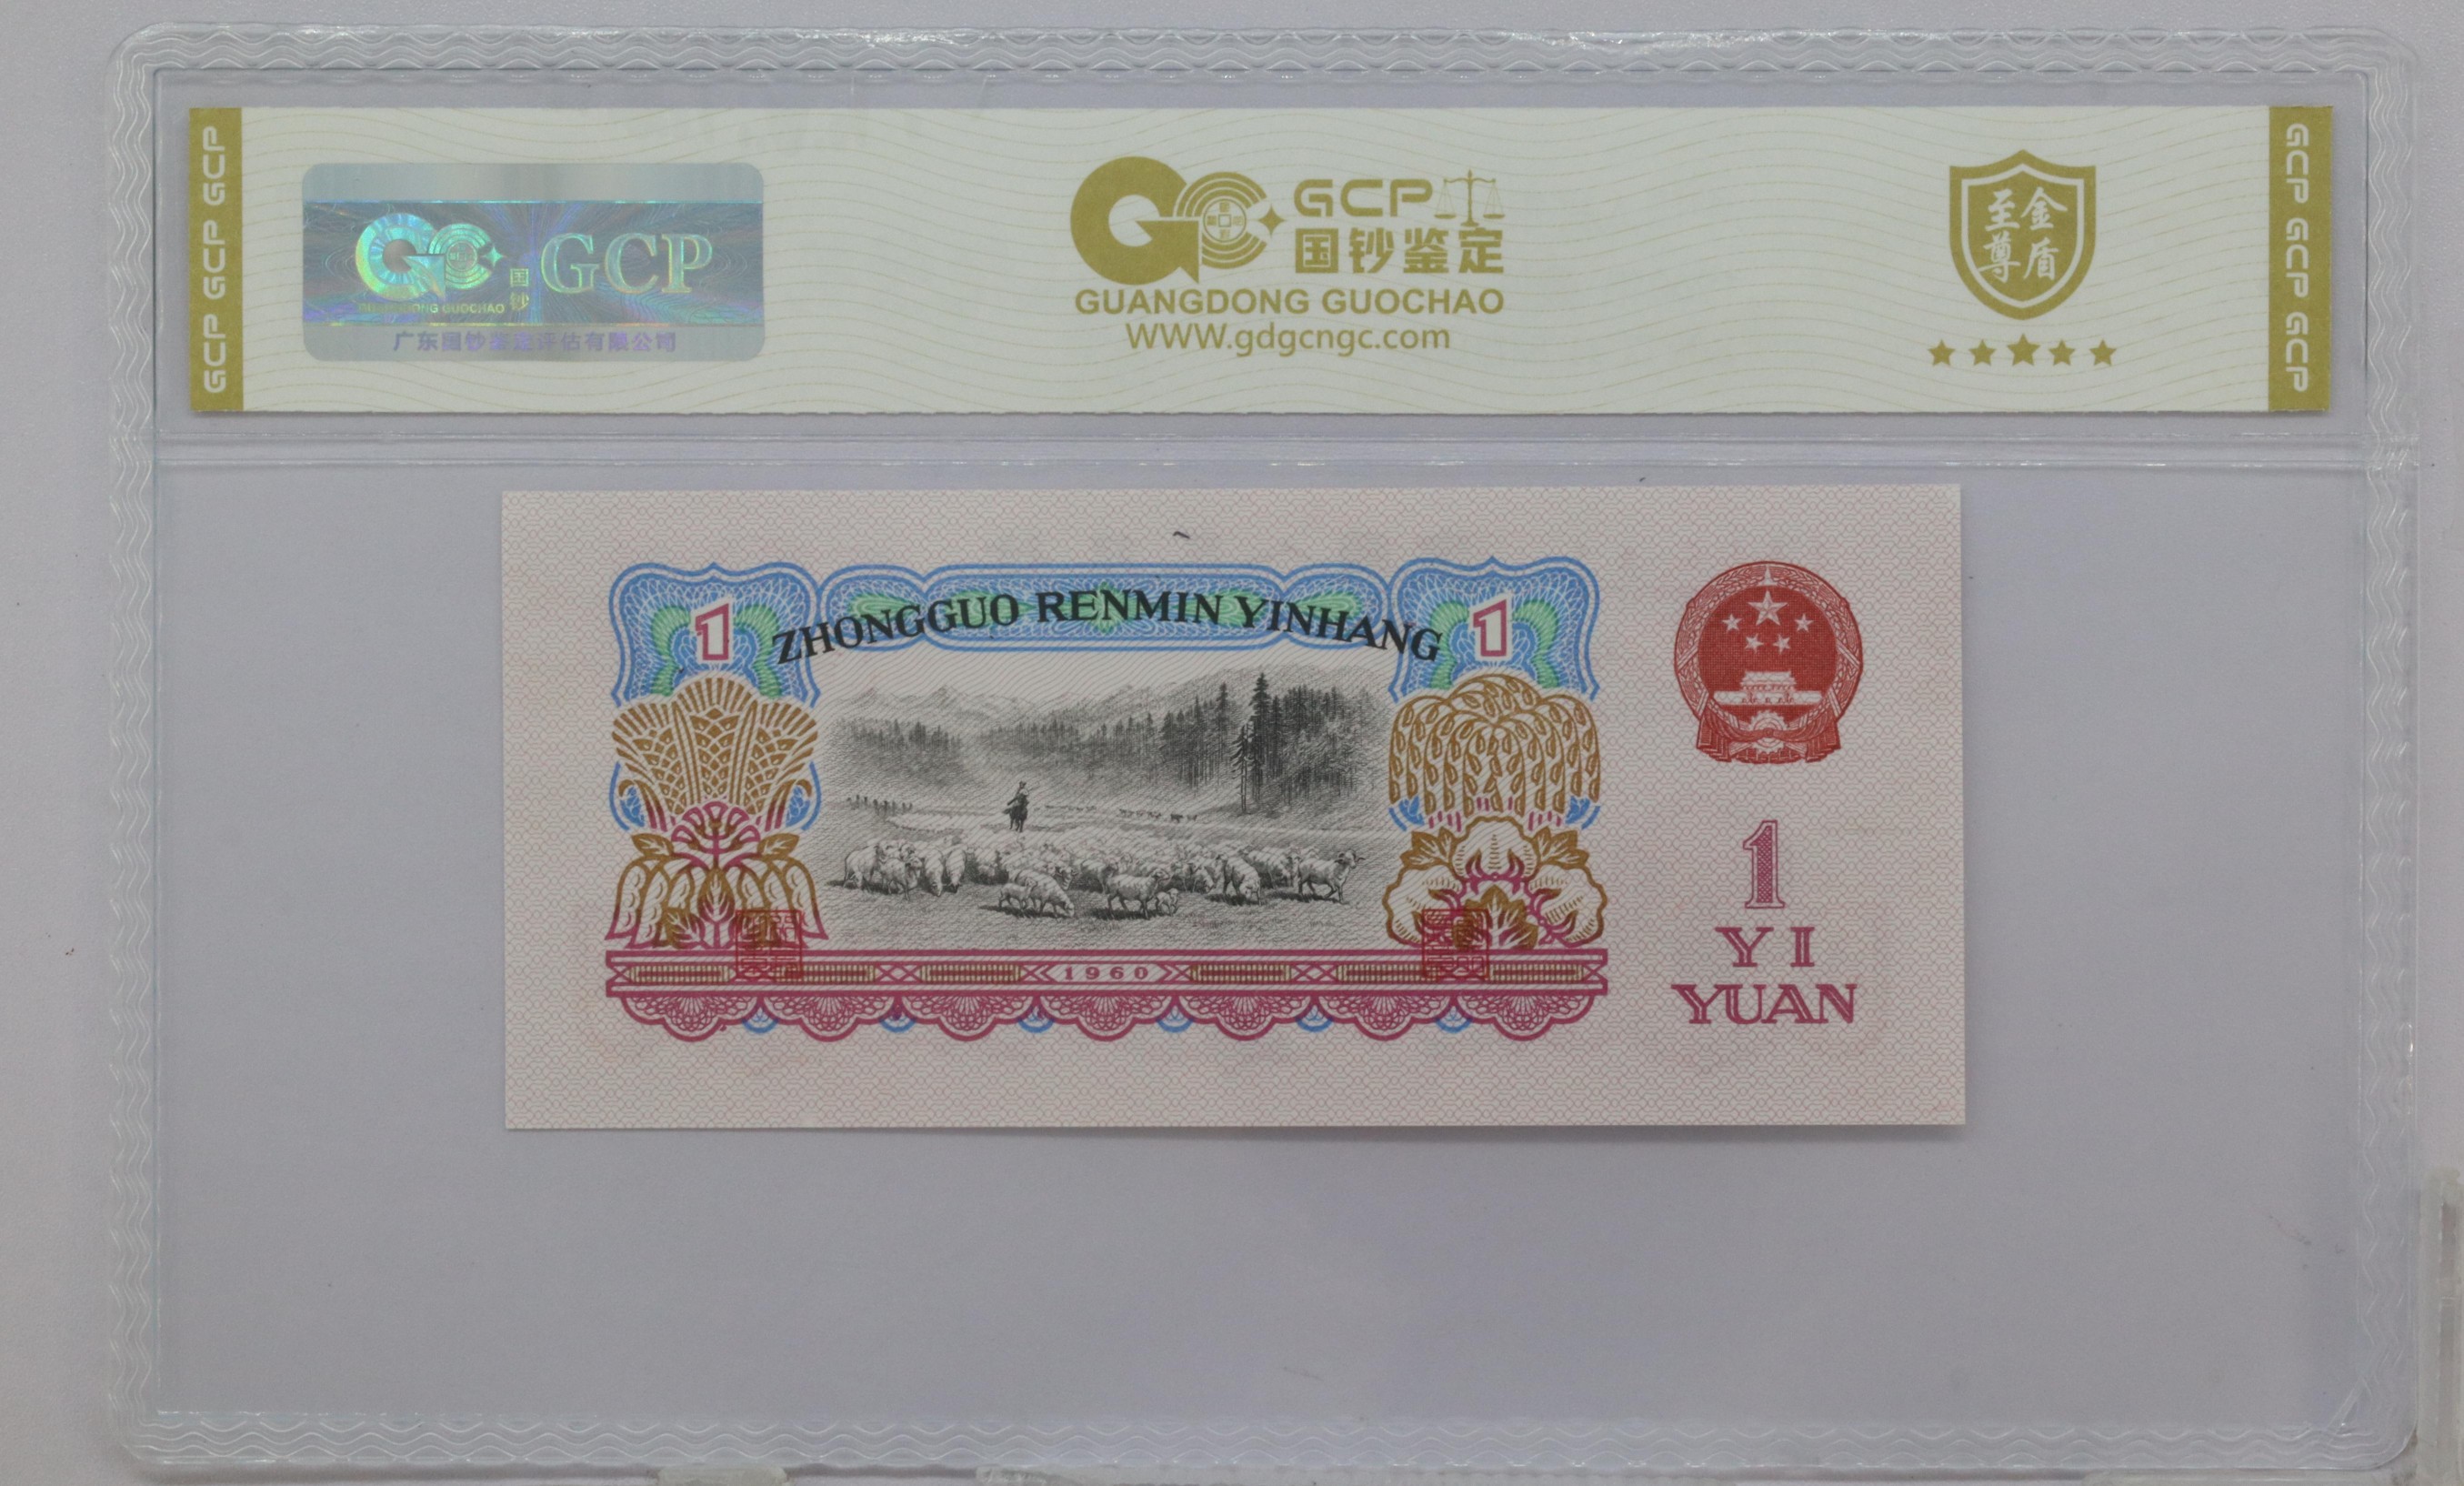 GCP GCP GCP
GCP
国钞
GUANGDONG GUOCHAO
广东国钞鉴定评估有限公司
GCP
国钞鉴定
GUANGDONG GUOCHAO
WWW.gdgcngc.com
至尊金盾
GCP GCP GCP
1
ZHONGGUO RENMIN YINHANG
1
1960
1
YI
YUAN